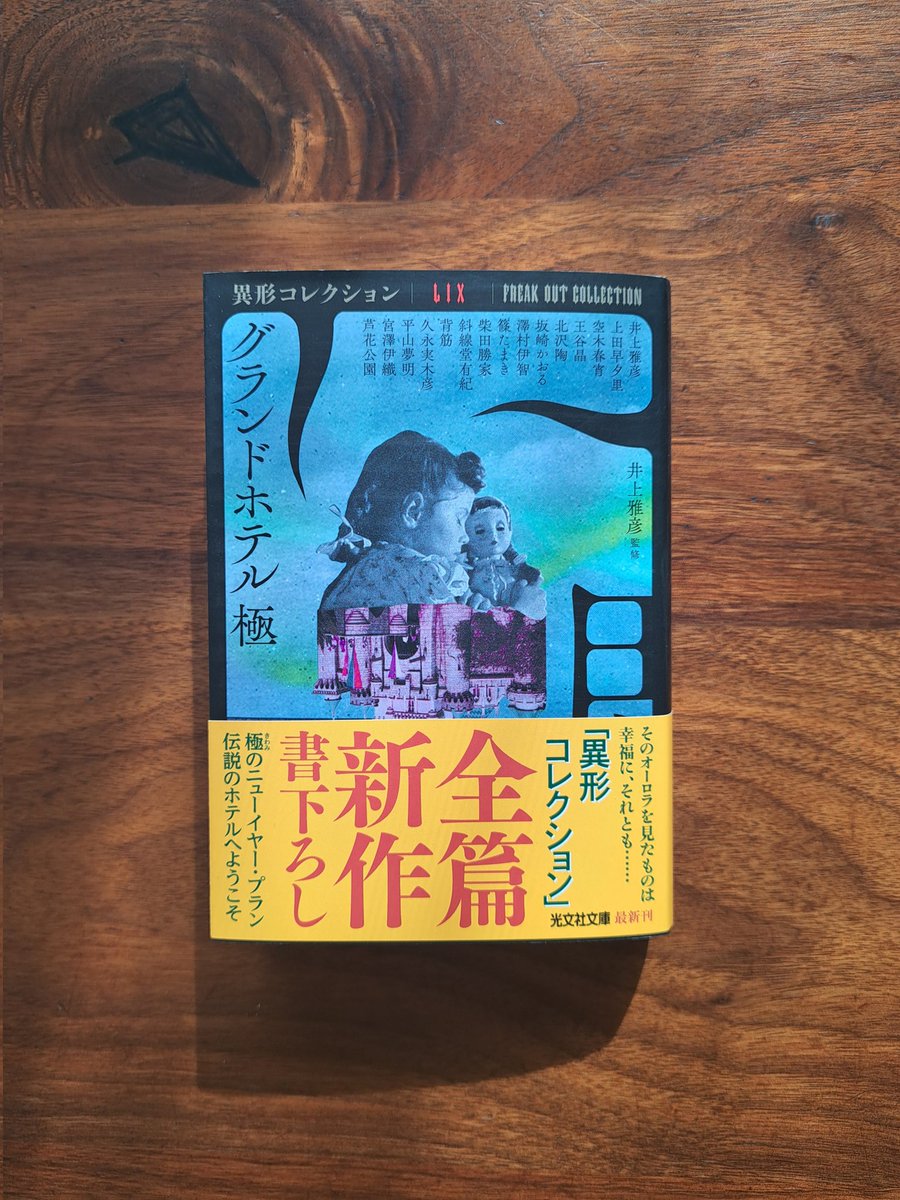 異形コレクション LIX FREAK OUT COLLECTION
グランドホテル 極
井上雅彦
上田早夕里
空木春宵
王谷晶
北沢陶
坂崎かおる
澤村伊智
篠たまき
柴田勝家
斜線堂有紀
背筋
久永実木彦
平山夢明
宮澤伊織
芦花公園
井上雅彦 監修
そのオーロラを見たものは
幸福に、それとも……
「異形
コレクション」
全篇
新作
書下ろし
極のニューイヤー・プラン
きわみ
伝説のホテルへようこそ
光文社文庫 最新刊